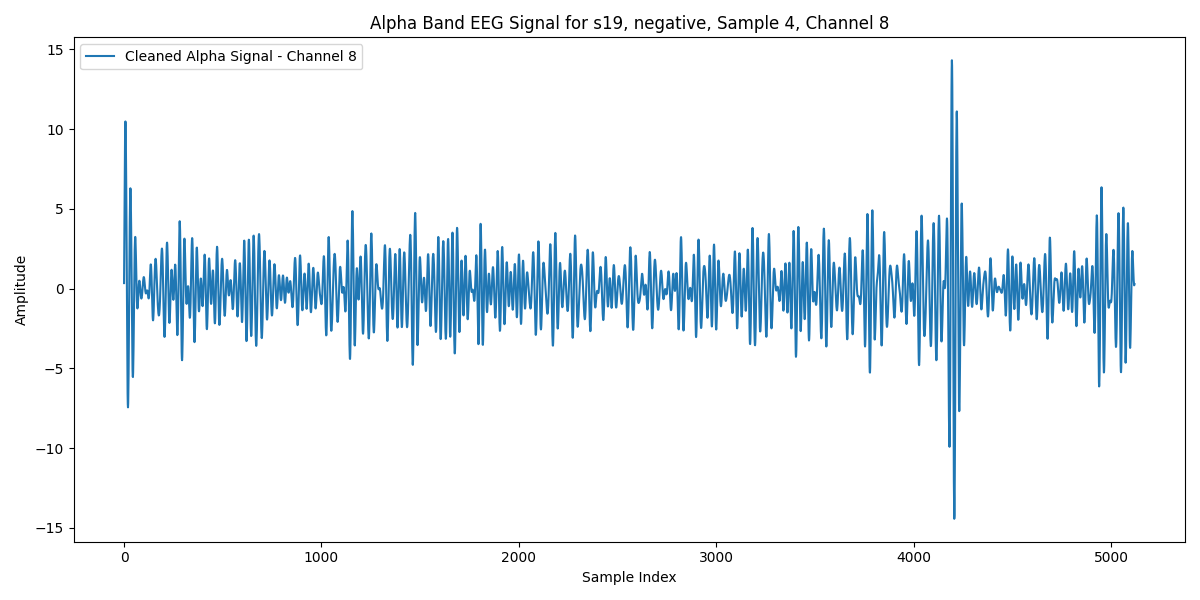 Alpha Band EEG Signal for s19, negative, Sample 4, Channel 8
Cleaned Alpha Signal - Channel 8
15
10
5
0
−5
−10
−15
Amplitude
0 1000 2000 3000 4000 5000
Sample Index